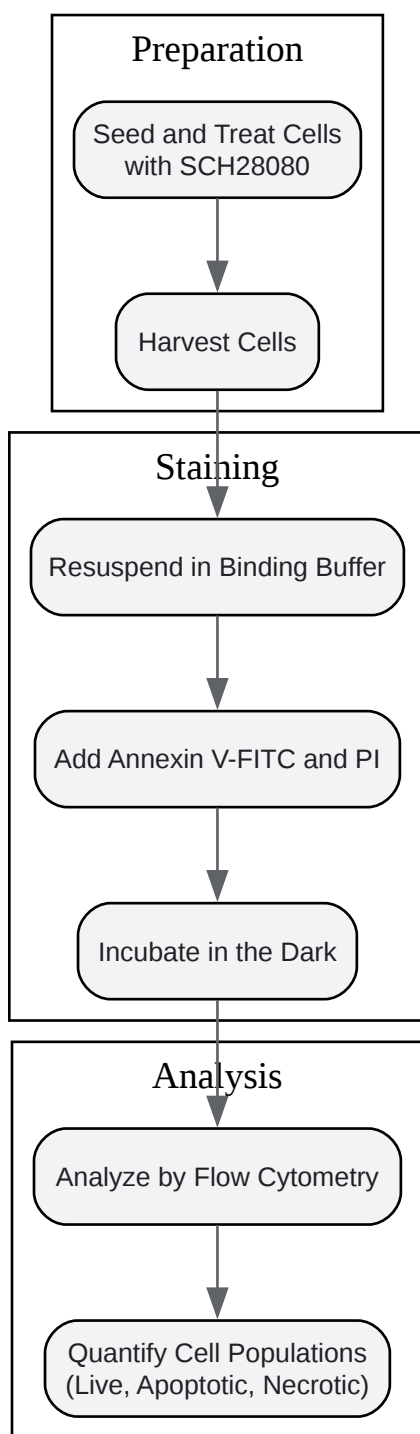 Preparation
Seed and Treat Cells
with SCH28080
Harvest Cells
Staining
Resuspend in Binding Buffer
Add Annexin V-FITC and PI
Incubate in the Dark
Analysis
Analyze by Flow Cytometry
Quantify Cell Populations
(Live, Apoptotic, Necrotic)